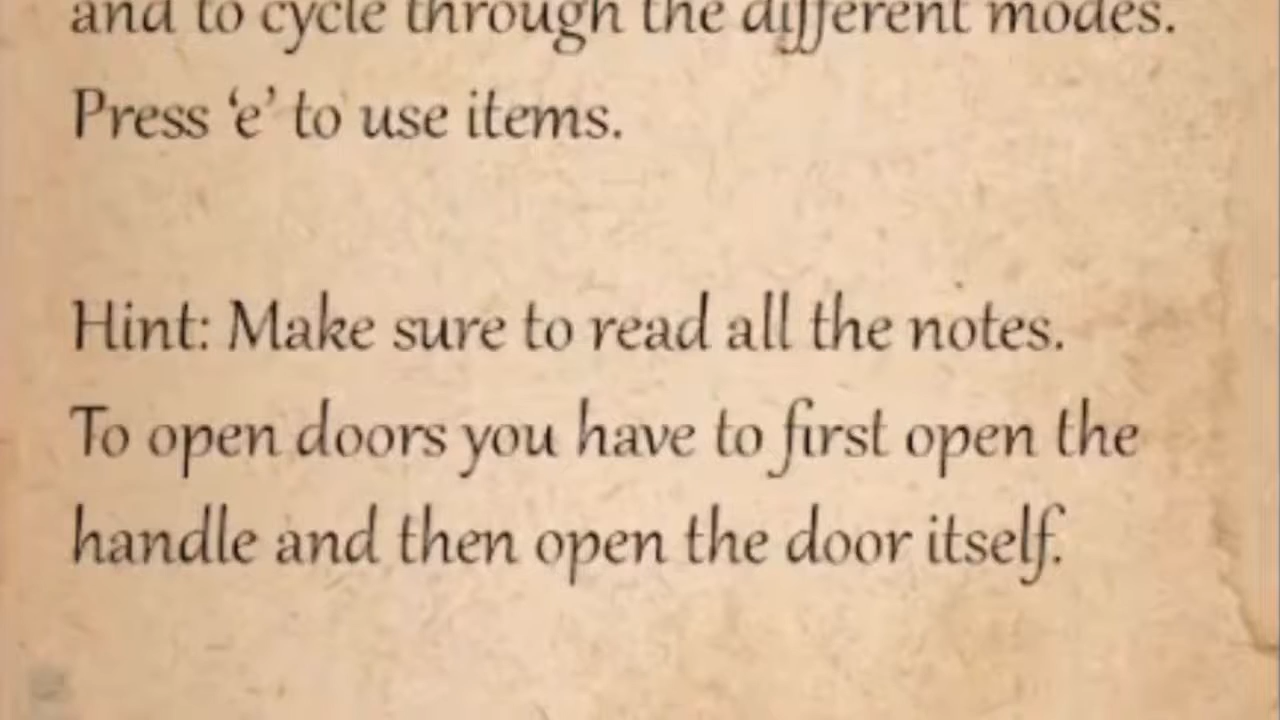 and to cycle through the different modes.
Press ‘e’ to use items.
Hint: Make sure to read all the notes.
To open doors you have to first open the
handle and then open the door itself.